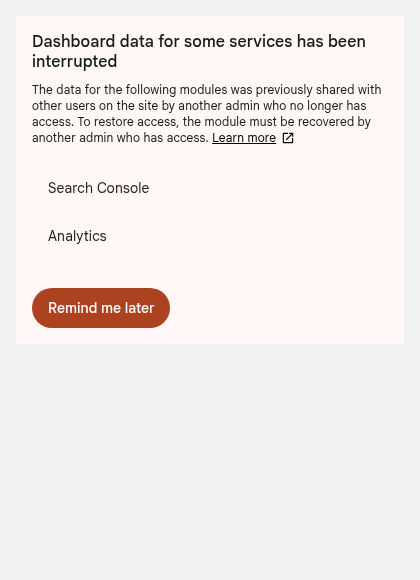 Dashboard data for some services has been
interrupted
The data for the following modules was previously shared with
other users on the site by another admin who no longer has
access. To restore access, the module must be recovered by
another admin who has access. Learn more
Search Console
Analytics
Remind me later